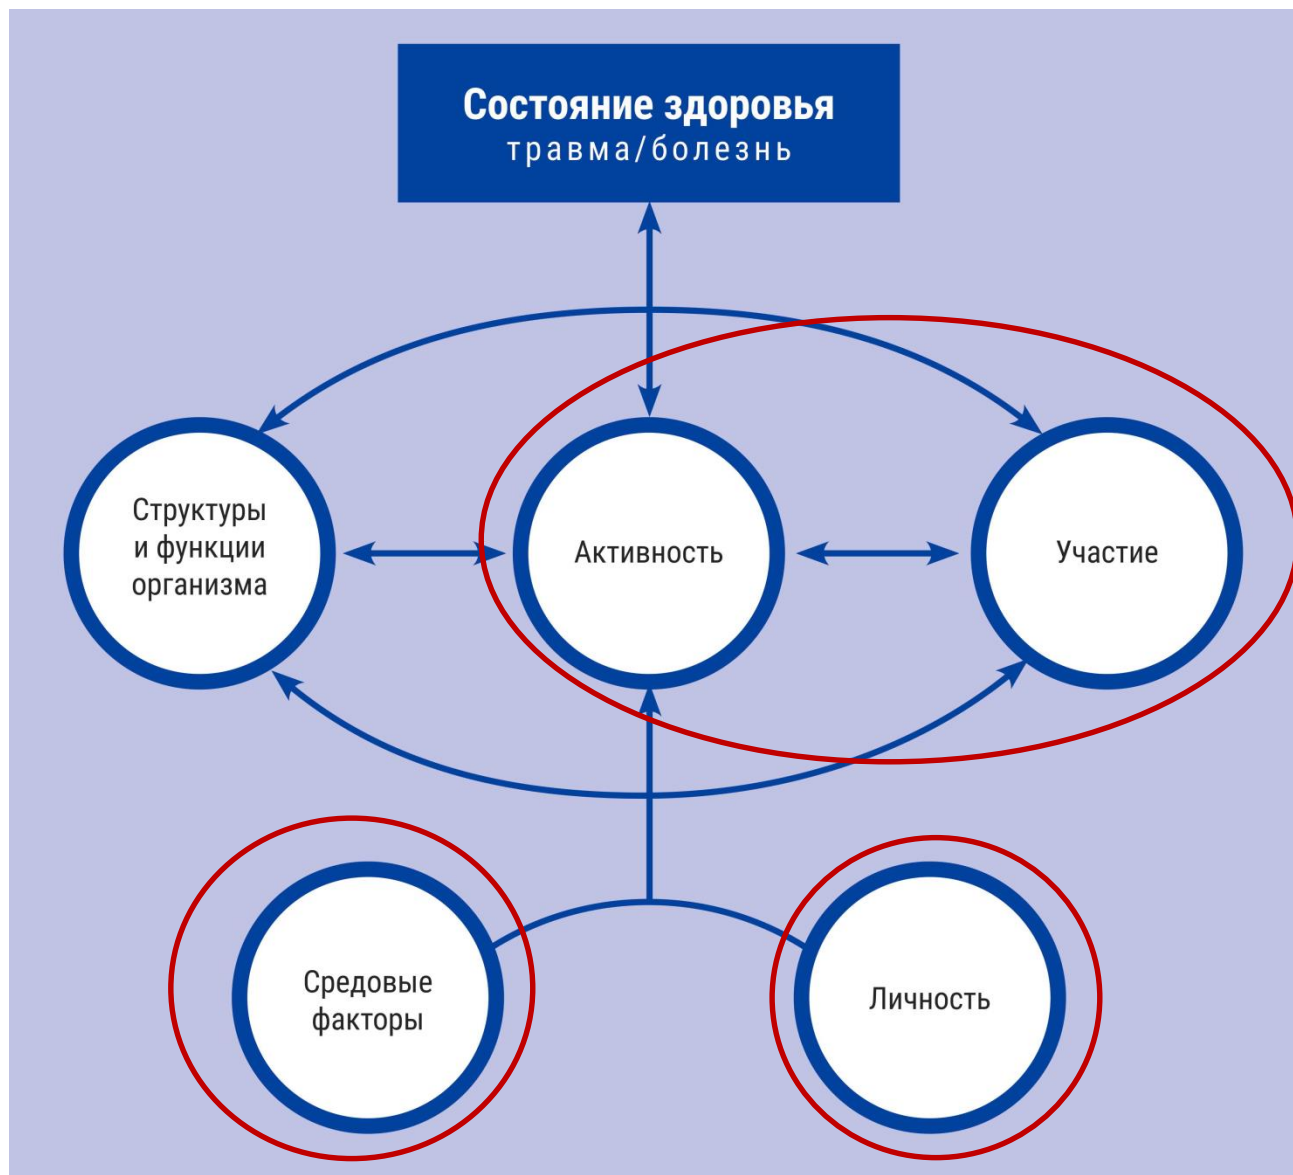 Состояние здоровья
травма/болезнь
Структуры
и функции
организма
Активность
Участие
Средовые
факторы
Личность